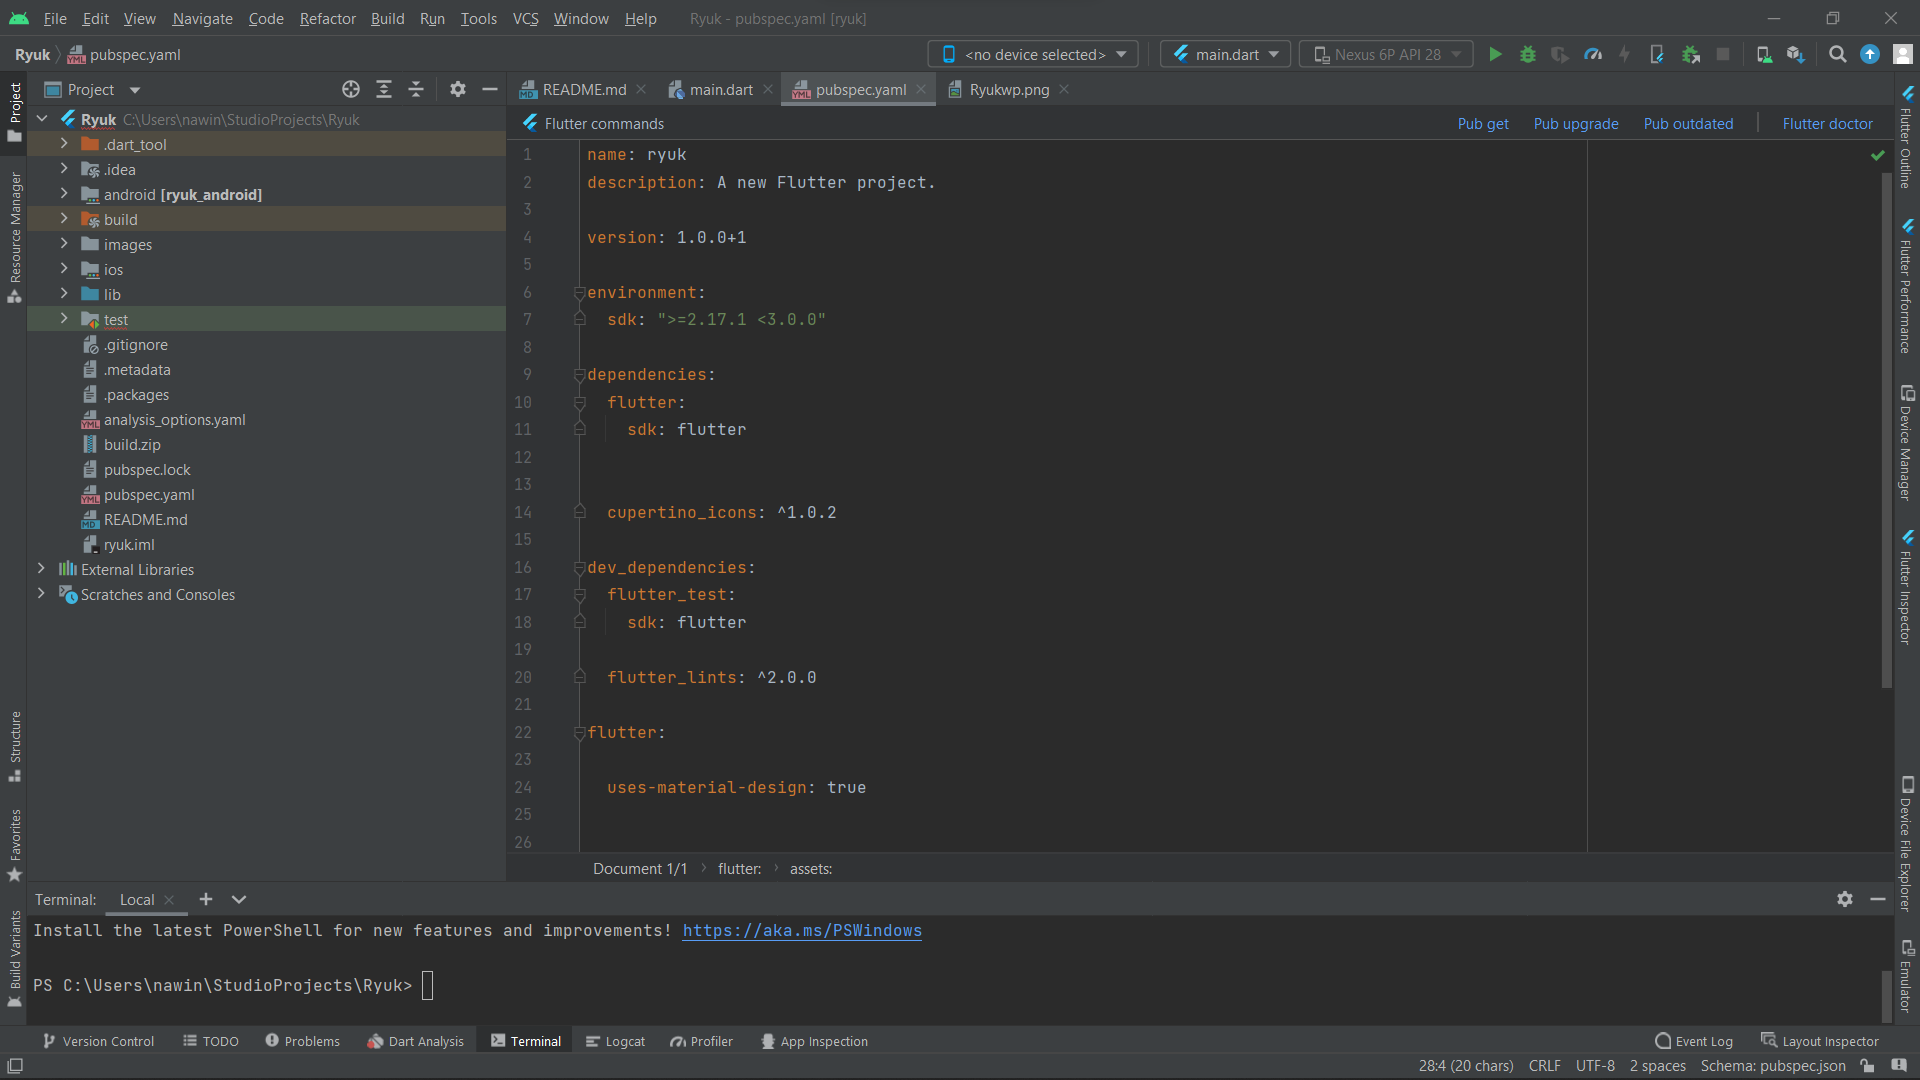 File Edit View Navigate Code Refactor Build Run Tools VCS Window Help Ryuk - pubspec.yaml [ryuk]
Ryuk pubspec.yaml <no device selected> main.dart Nexus 6P API 28
Project README.md main.dart pubspec.yaml Ryukwp.png
Flutter commands Pub get Pub upgrade Pub outdated Flutter doctor
Ryuk C:\Users\nawin\StudioProjects\Ryuk
.dart_tool
.idea
android [ryuk_android]
build
images
ios
lib
test
.gitignore
.metadata
.packages
analysis_options.yaml
build.zip
pubspec.lock
pubspec.yaml
README.md
ryuk.iml
External Libraries
Scratches and Consoles
1 name: ryuk
2 description: A new Flutter project.
3
4 version: 1.0.0+1
5
6 environment:
7 sdk: ">=2.17.1 <3.0.0"
8
9 dependencies:
10 flutter:
11 sdk: flutter
12
13
14 cupertino_icons: ^1.0.2
15
16 dev_dependencies:
17 flutter_test:
18 sdk: flutter
19
20 flutter_lints: ^2.0.0
21
22 flutter:
23
24 uses-material-design: true
25
26
Document 1/1 flutter: assets:
Project
Resource Manager
Structure
Favorites
Build Variants
Flutter Outline
Flutter Performance
Device Manager
Flutter Inspector
Device File Explorer
Emulator
Terminal: Local
Install the latest PowerShell for new features and improvements! https://aka.ms/PSWindows
PS C:\Users\nawin\StudioProjects\Ryuk>
Version Control TODO Problems Dart Analysis Terminal Logcat Profiler App Inspection Event Log Layout Inspector
28:4 (20 chars) CRLF UTF-8 2 spaces Schema: pubspec.json